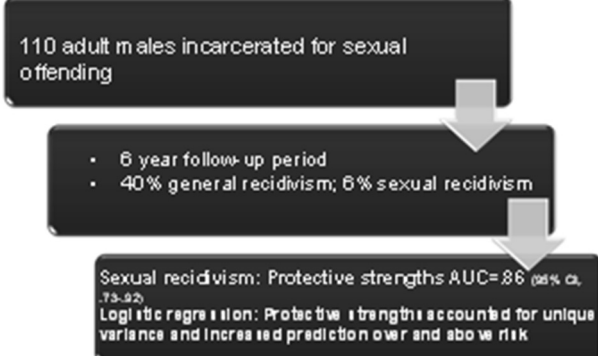 110 adult males incarcerated for sexual
offending
• 6 year follow-up period
• 40% general recidivism; 6% sexual recidivism
Sexual recidivism: Protective strengths AUC=.86 (95% CI,
.73-.92)
Logistic regression: Protective strengths accounted for unique
variance and increased prediction over and above risk